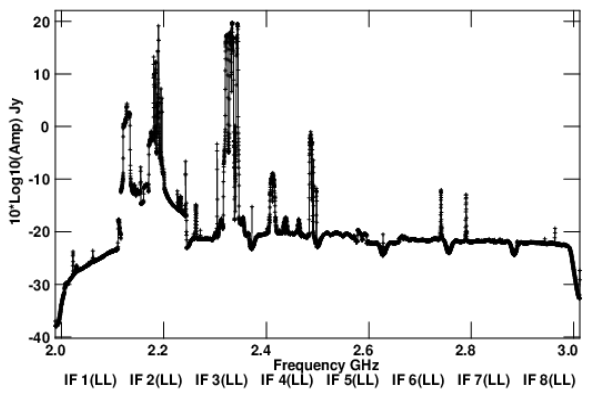 10*Log10(Amp) Jy
20
10
0
-10
-20
-30
-40
2.0 2.2 2.4 2.6 2.8 3.0
Frequency GHz
IF 1(LL) IF 2(LL) IF 3(LL) IF 4(LL) IF 5(LL) IF 6(LL) IF 7(LL) IF 8(LL)